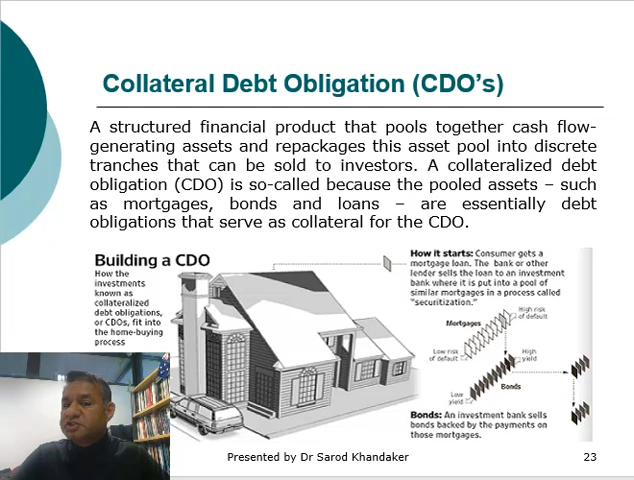 Collateral Debt Obligation (CDO's)
A structured financial product that pools together cash flow-
generating assets and repackages this asset pool into discrete
tranches that can be sold to investors. A collateralized debt
obligation (CDO) is so-called because the pooled assets – such
as mortgages, bonds and loans – are essentially debt
obligations that serve as collateral for the CDO.
Building a CDO
How the
investments
known as
collateralized
debt obligations,
or CDOs, fit into
the home-buying
process
How it starts: Consumer gets a
mortgage loan. The bank or other
lender sells the loan to an investment
bank where it is put into a pool of
similar mortgages in a process called
"securitization."
Mortgages
High risk
of default
Low risk
of default
High
yield
Bonds
Low
yield
Bonds: An investment bank sells
bonds backed by the payments on
those mortgages.
Presented by Dr Sarod Khandaker
23